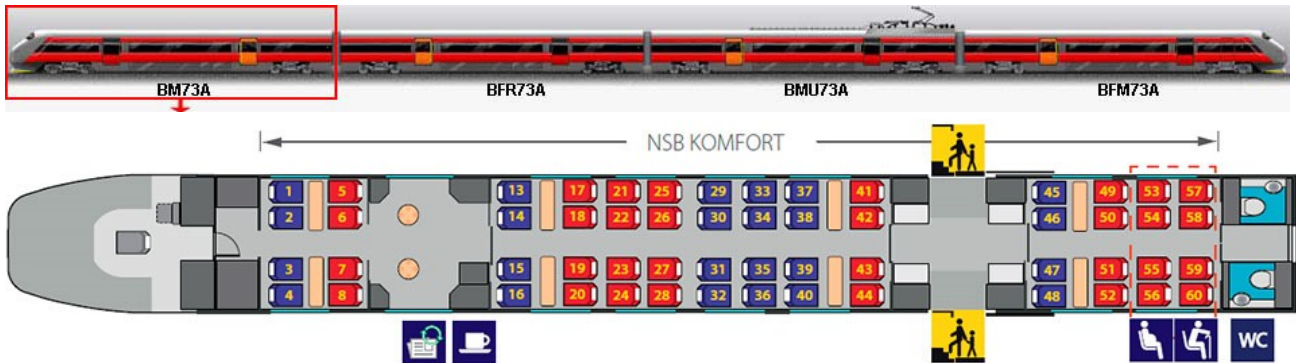 BM73A BFR73A BMU73A BFM73A
NSB KOMFORT
1 5 13 17 21 25 29 33 37 41 45 49 53 57
2 6 14 18 22 26 30 34 38 42 46 50 54 58
3 7 15 19 23 27 31 35 39 43 47 51 55 59
4 8 16 20 24 28 32 36 40 44 48 52 56 60
WC